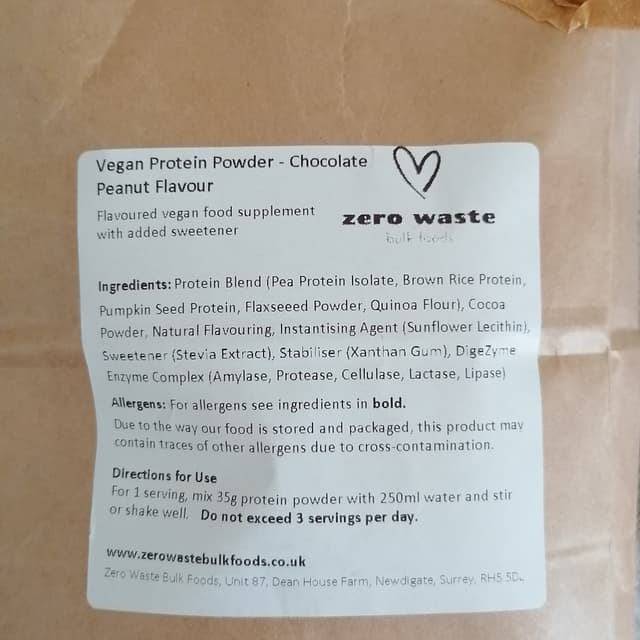 Vegan Protein Powder - Chocolate
Peanut Flavour
Flavoured vegan food supplement
with added sweetener
zero waste
bulk foods
Ingredients: Protein Blend (Pea Protein Isolate, Brown Rice Protein,
Pumpkin Seed Protein, Flaxseeed Powder, Quinoa Flour), Cocoa
Powder, Natural Flavouring, Instantising Agent (Sunflower Lecithin),
Sweetener (Stevia Extract), Stabiliser (Xanthan Gum), DigeZyme
Enzyme Complex (Amylase, Protease, Cellulase, Lactase, Lipase)
Allergens: For allergens see ingredients in bold.
Due to the way our food is stored and packaged, this product may
contain traces of other allergens due to cross-contamination.
Directions for Use
For 1 serving, mix 35g protein powder with 250ml water and stir
or shake well. Do not exceed 3 servings per day.
www.zerowastebulkfoods.co.uk
Zero Waste Bulk Foods, Unit 87, Dean House Farm, Newdigate, Surrey, RH5